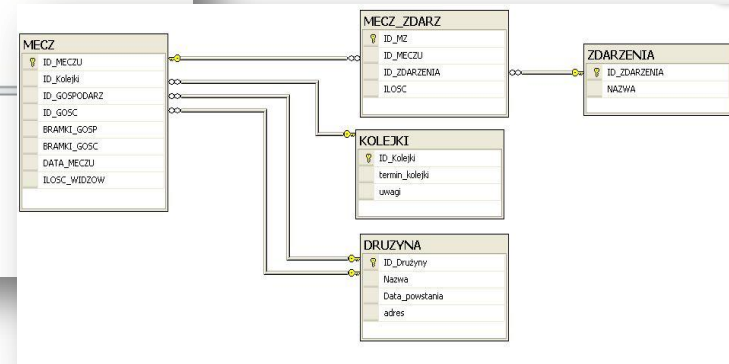 MECZ
ID_MECZU
ID_Kolejki
ID_GOSPODARZ
ID_GOSC
BRAMKI_GOSP
BRAMKI_GOSC
DATA_MECZU
ILOSC_WIDZOW
MECZ_ZDARZ
ID_MZ
ID_MECZU
ID_ZDARZENIA
ILOSC
ZDARZENIA
ID_ZDARZENIA
NAZWA
KOLEJKI
ID_Kolejki
termin_kolejki
uwagi
DRUZYNA
ID_Drużyny
Nazwa
Data_powstania
adres